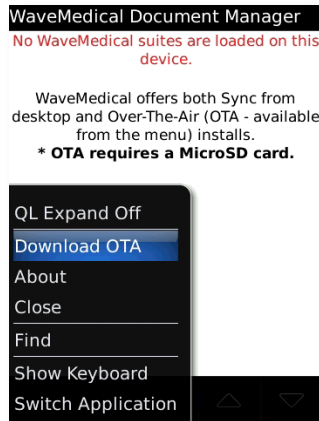 WaveMedical Document Manager
No WaveMedical suites are loaded on this
device.
WaveMedical offers both Sync from
desktop and Over-The-Air (OTA - available
from the menu) installs.
* OTA requires a MicroSD card.
QL Expand Off
Download OTA
About
Close
Find
Show Keyboard
Switch Application